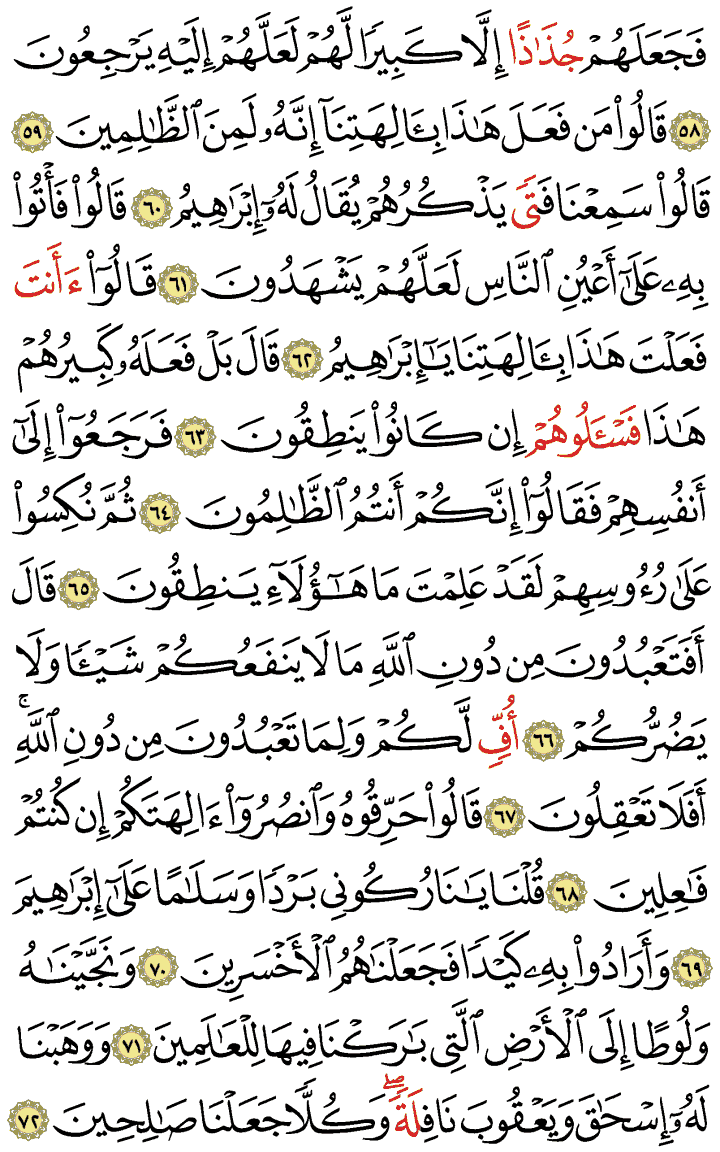 فَجَعَلَهُمْ جُذَٰذًا إِلَّا كَبِيرًا لَّهُمْ لَعَلَّهُمْ إِلَيْهِ يَرْجِعُونَ
٥٨ قَالُوا۟ مَن فَعَلَ هَٰذَا بِـَٔالِهَتِنَآ إِنَّهُۥ لَمِنَ ٱلظَّٰلِمِينَ ٥٩
قَالُوا۟ سَمِعْنَا فَتًى يَذْكُرُهُمْ يُقَالُ لَهُۥٓ إِبْرَٰهِيمُ ٦٠ قَالُوا۟ فَأْتُوا۟
بِهِۦ عَلَىٰٓ أَعْيُنِ ٱلنَّاسِ لَعَلَّهُمْ يَشْهَدُونَ ٦١ قَالُوٓا۟ ءَأَنتَ
فَعَلْتَ هَٰذَا بِـَٔالِهَتِنَا يَٰٓإِبْرَٰهِيمُ ٦٢ قَالَ بَلْ فَعَلَهُۥ كَبِيرُهُمْ
هَٰذَا فَسْـَٔلُوهُمْ إِن كَانُوا۟ يَنطِقُونَ ٦٣ فَرَجَعُوٓا۟ إِلَىٰٓ
أَنفُسِهِمْ فَقَالُوٓا۟ إِنَّكُمْ أَنتُمُ ٱلظَّٰلِمُونَ ٦٤ ثُمَّ نُكِسُوا۟
عَلَىٰ رُءُوسِهِمْ لَقَدْ عَلِمْتَ مَا هَٰٓؤُلَآءِ يَنطِقُونَ ٦٥ قَالَ
أَفَتَعْبُدُونَ مِن دُونِ ٱللَّهِ مَا لَا يَنفَعُكُمْ شَيْـًٔا وَلَا
يَضُرُّكُمْ ٦٦ أُفٍّ لَّكُمْ وَلِمَا تَعْبُدُونَ مِن دُونِ ٱللَّهِ ۚ
أَفَلَا تَعْقِلُونَ ٦٧ قَالُوا۟ حَرِّقُوهُ وَٱنصُرُوٓا۟ ءَالِهَتَكُمْ إِن كُنتُمْ
فَٰعِلِينَ ٦٨ قُلْنَا يَٰنَارُ كُونِى بَرْدًا وَسَلَٰمًا عَلَىٰٓ إِبْرَٰهِيمَ
٦٩ وَأَرَادُوا۟ بِهِۦ كَيْدًا فَجَعَلْنَٰهُمُ ٱلْأَخْسَرِينَ ٧٠ وَنَجَّيْنَٰهُ
وَلُوطًا إِلَى ٱلْأَرْضِ ٱلَّتِى بَٰرَكْنَا فِيهَا لِلْعَٰلَمِينَ ٧١ وَوَهَبْنَا
لَهُۥٓ إِسْحَٰقَ وَيَعْقُوبَ نَافِلَةً ۖ وَكُلًّا جَعَلْنَا صَٰلِحِينَ ٧٢